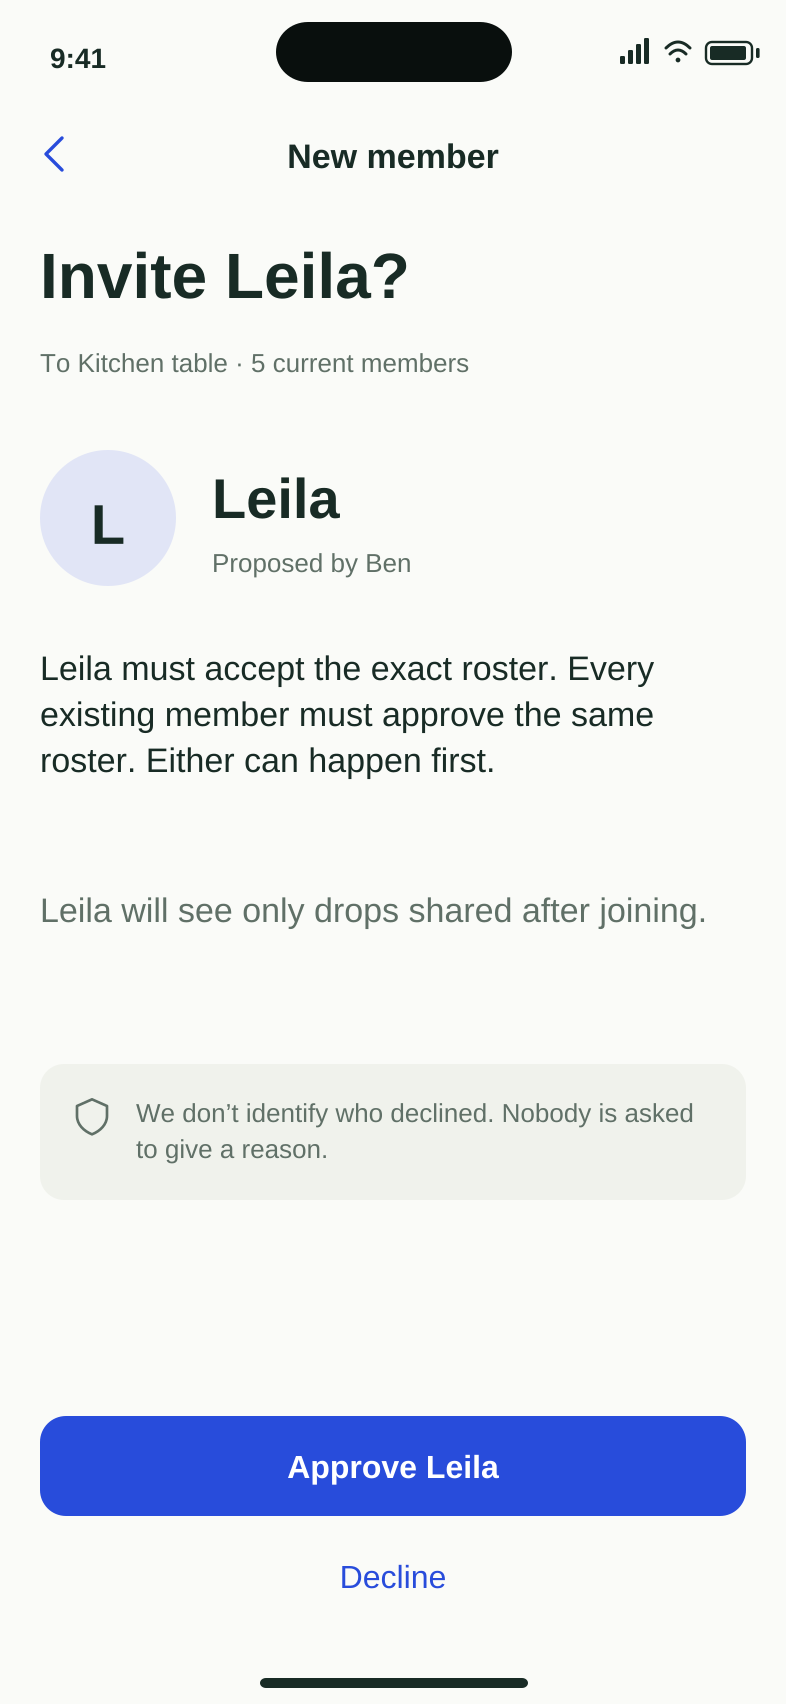 9:41
New member
Invite Leila?
To Kitchen table · 5 current members
L
Leila
Proposed by Ben
Leila must accept the exact roster. Every
existing member must approve the same
roster. Either can happen first.
Leila will see only drops shared after joining.
We don’t identify who declined. Nobody is asked
to give a reason.
Approve Leila
Decline